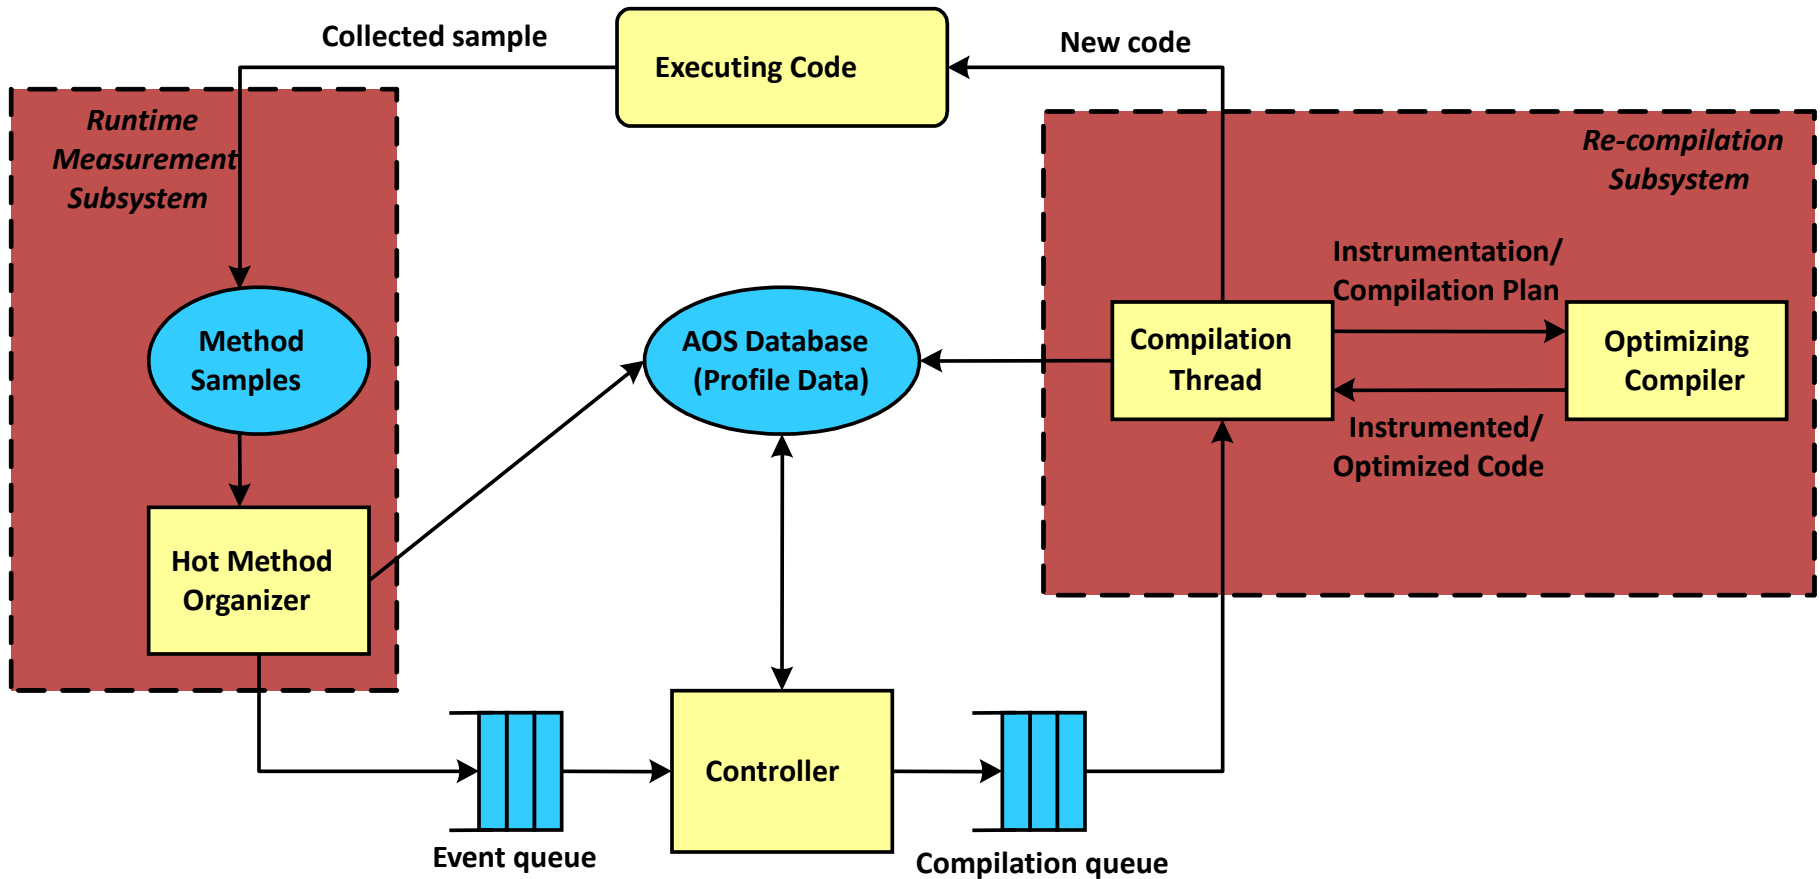 Collected sample
Executing Code
New code
Runtime
Measurement
Subsystem
Re-compilation
Subsystem
Method
Samples
AOS Database
(Profile Data)
Compilation
Thread
Instrumentation/
Compilation Plan
Optimizing
Compiler
Instrumented/
Optimized Code
Hot Method
Organizer
Event queue
Controller
Compilation queue